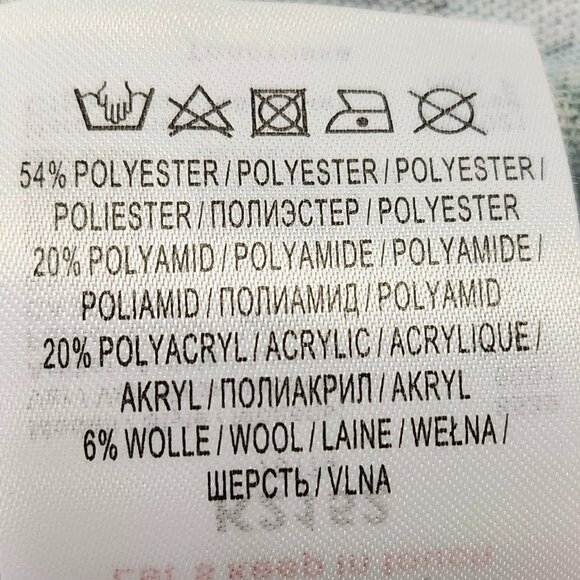 54% POLYESTER / POLYESTER / POLYESTER /
POLIESTER / ПОЛИЭСТЕР / POLYESTER
20% POLYAMID / POLYAMIDE / POLYAMIDE /
POLIAMID / ПОЛИАМИД / POLYAMID
20% POLYACRYL / ACRYLIC / ACRYLIQUE /
AKRYL / ПОЛИАКРИЛ / AKRYL
6% WOLLE / WOOL / LAINE / WEŁNA /
ШЕРСТЬ / VLNA